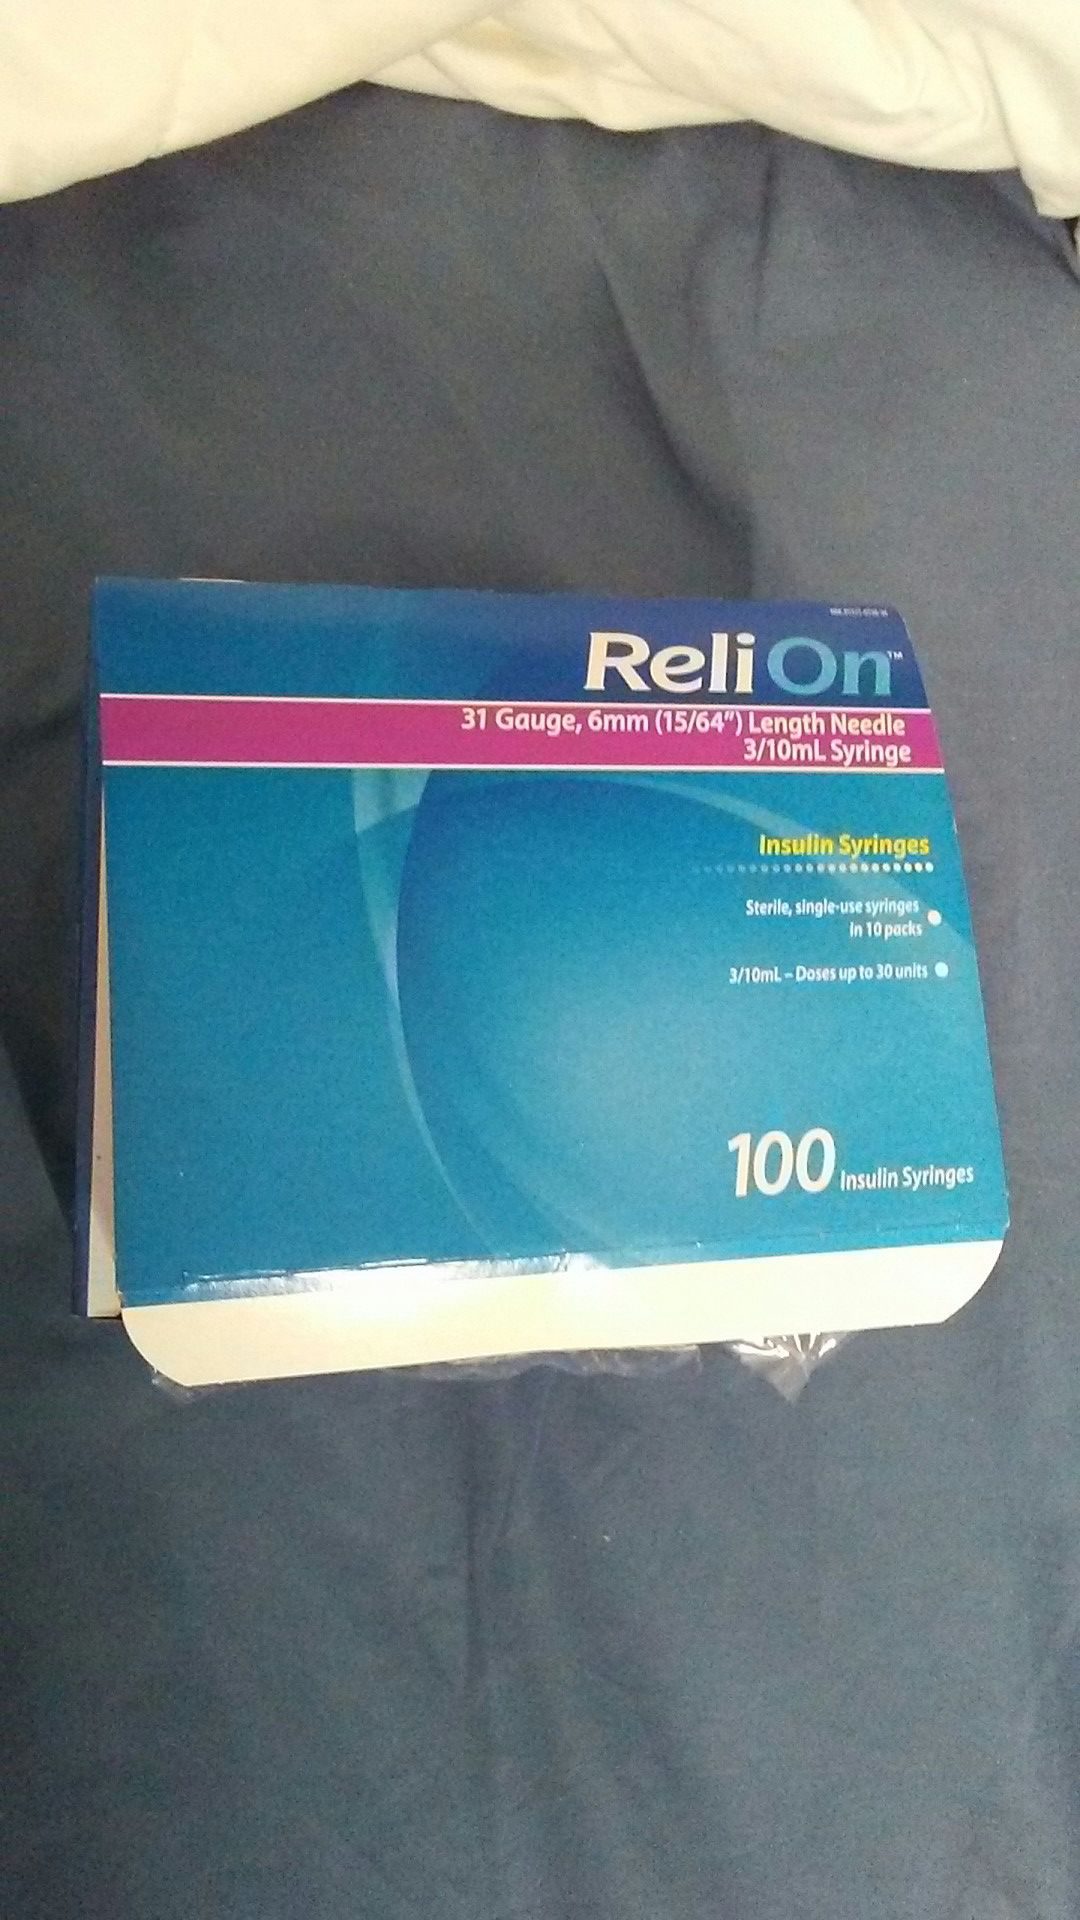 ReliOn™
31 Gauge, 6mm (15/64") Length Needle
3/10mL Syringe
Insulin Syringes
Sterile, single-use syringes
in 10 packs
3/10mL – Doses up to 30 units
100 Insulin Syringes